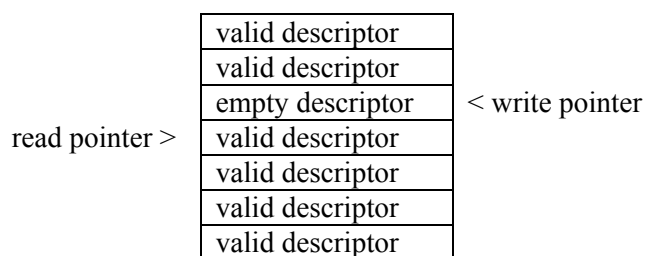 valid descriptor
valid descriptor
empty descriptor < write pointer
read pointer > valid descriptor
valid descriptor
valid descriptor
valid descriptor